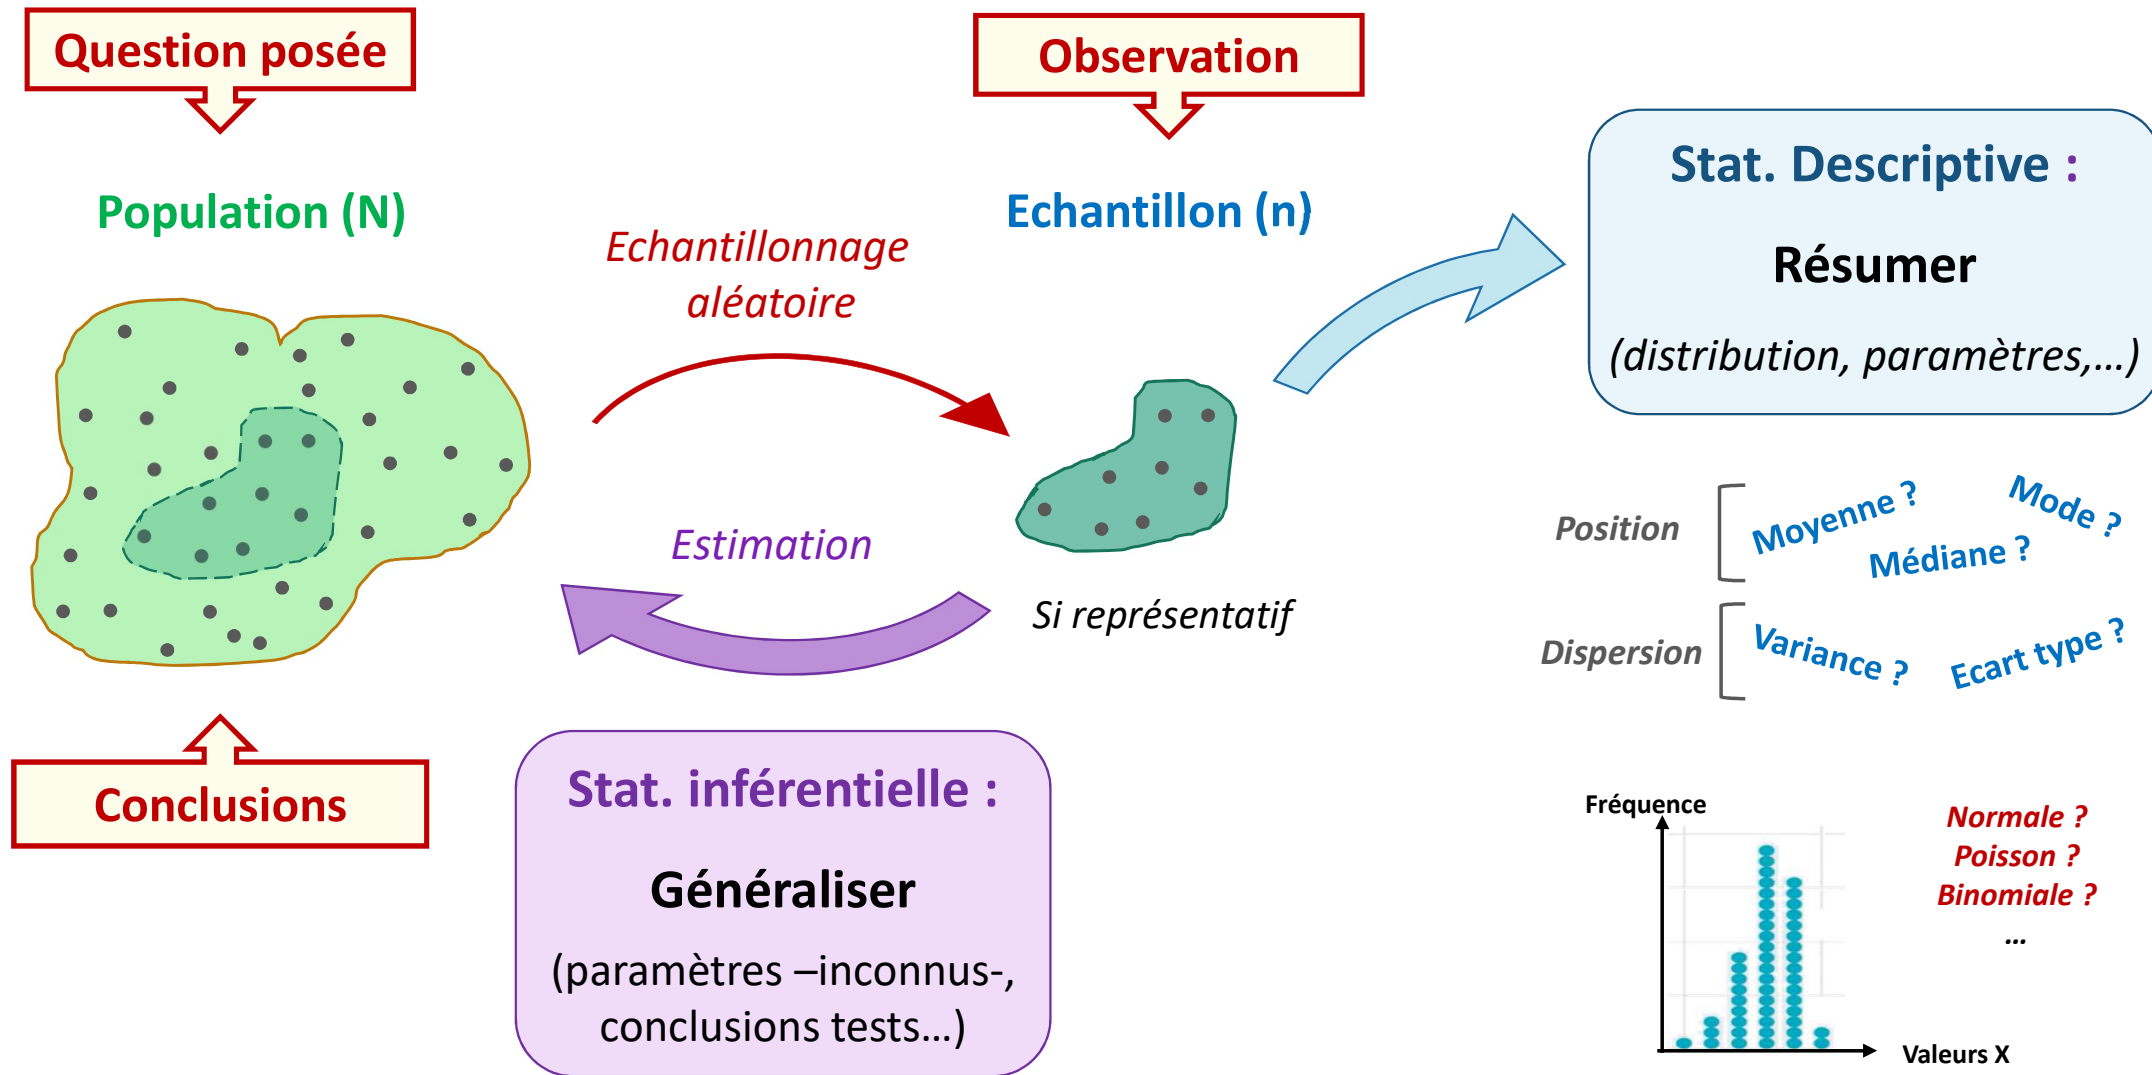 Question posée
Observation
Population (N)
Echantillonnage
aléatoire
Echantillon (n)
Stat. Descriptive :
Résumer
(distribution, paramètres,...)
Estimation
Si représentatif
Position
Moyenne ?
Mode ?
Médiane ?
Dispersion
Variance ?
Ecart type ?
Conclusions
Stat. inférentielle :
Généraliser
(paramètres –inconnus-,
conclusions tests...)
Fréquence
Valeurs X
Normale ?
Poisson ?
Binomiale ?
...